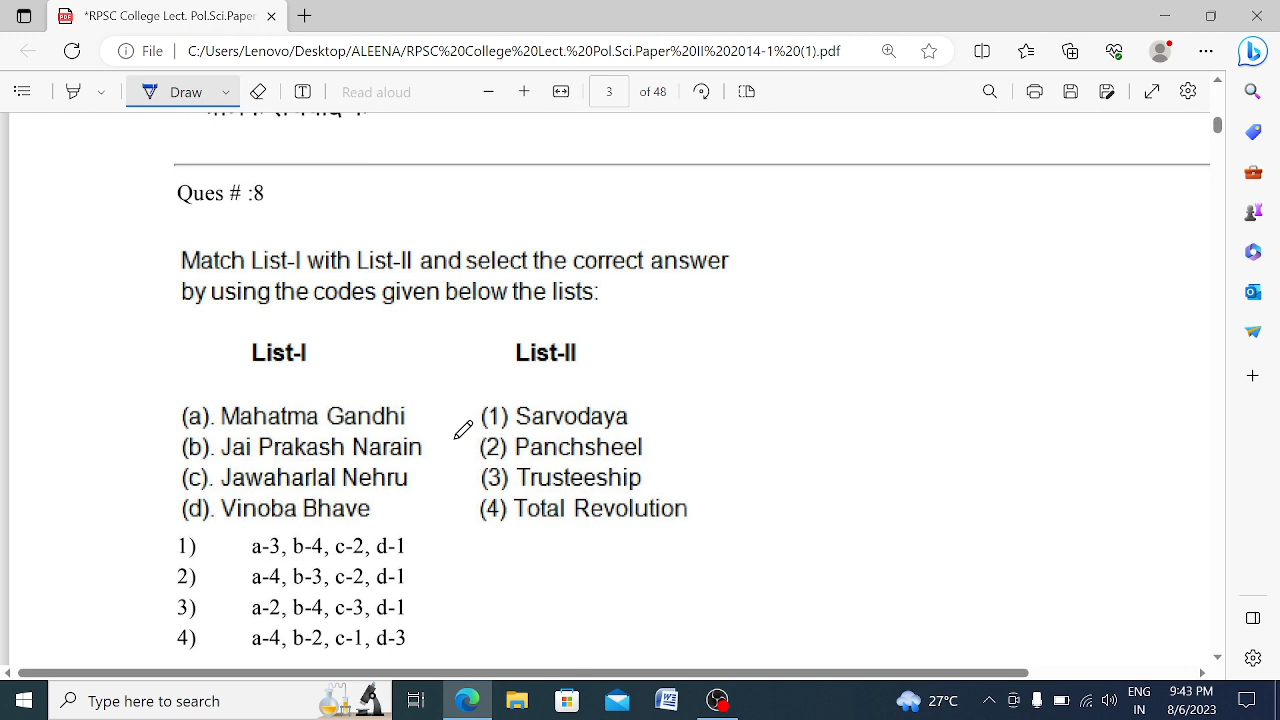 *RPSC College Lect. Pol.Sci.Paper
File
C:/Users/Lenovo/Desktop/ALEENA/RPSC%20College%20Lect.%20Pol.Sci.Paper%20II%202014-1%20(1).pdf
Draw
Read aloud
3 of 48
Ques # :8
Match List-I with List-II and select the correct answer
by using the codes given below the lists:
List-I List-II
(a). Mahatma Gandhi (1) Sarvodaya
(b). Jai Prakash Narain (2) Panchsheel
(c). Jawaharlal Nehru (3) Trusteeship
(d). Vinoba Bhave (4) Total Revolution
1) a-3, b-4, c-2, d-1
2) a-4, b-3, c-2, d-1
3) a-2, b-4, c-3, d-1
4) a-4, b-2, c-1, d-3
Type here to search
27°C
ENG
IN
9:43 PM
8/6/2023